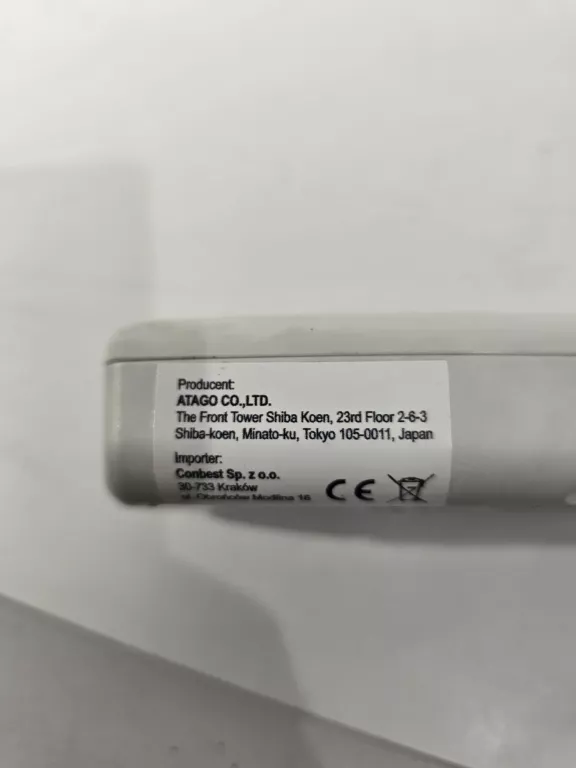 Producent:
ATAGO CO.,LTD.
The Front Tower Shiba Koen, 23rd Floor 2-6-3
Shiba-koen, Minato-ku, Tokyo 105-0011, Japan
Importer:
Conbest Sp. z o.o.
30-733 Kraków
16
CE